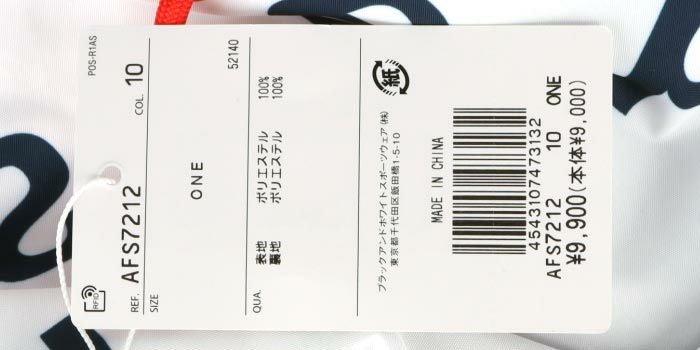 POS-R1AS
RFID
REF. AFS7212 COL. 10
SIZE
ONE
52140
QUA.
表地 ポリエステル 100%
裏地 ポリエステル 100%
紙
ブラックアンドホワイトスポーツウェア(株)
東京都千代田区飯田橋1-5-10
MADE IN CHINA
4543107473132
AFS7212 10 ONE
¥9,900(本体¥9,000)